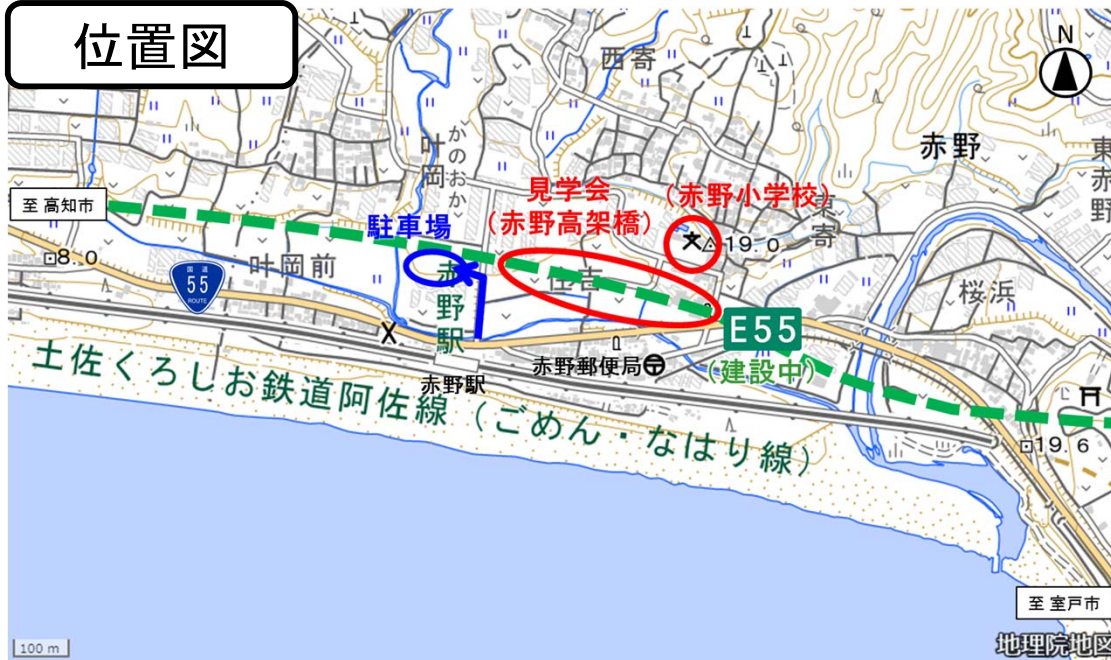 位置図
N
西寄
赤野
東赤野
かのおか
叶岡
見学会
(赤野高架橋)
(赤野小学校)
東寄
至 高知市
駐車場
文
19.0
8.0
国道
55
ROUTE
叶岡前
赤野駅
住吉
桜浜
E55
(建設中)
赤野郵便局
赤野駅
土佐くろしお鉄道阿佐線(ごめん・なはり線)
19.6
至 室戸市
100 m
地理院地図